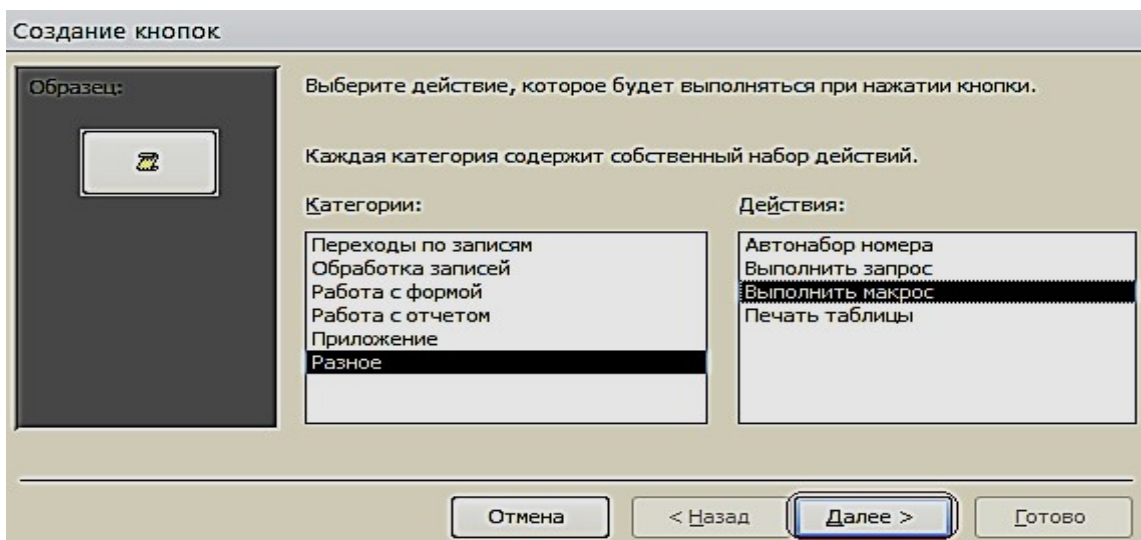 Создание кнопок
Образец:
Выберите действие, которое будет выполняться при нажатии кнопки.
Каждая категория содержит собственный набор действий.
Категории:
Переходы по записям
Обработка записей
Работа с формой
Работа с отчетом
Приложение
Разное
Действия:
Автонабор номера
Выполнить запрос
Выполнить макрос
Печать таблицы
Отмена
< Назад
Далее >
Готово